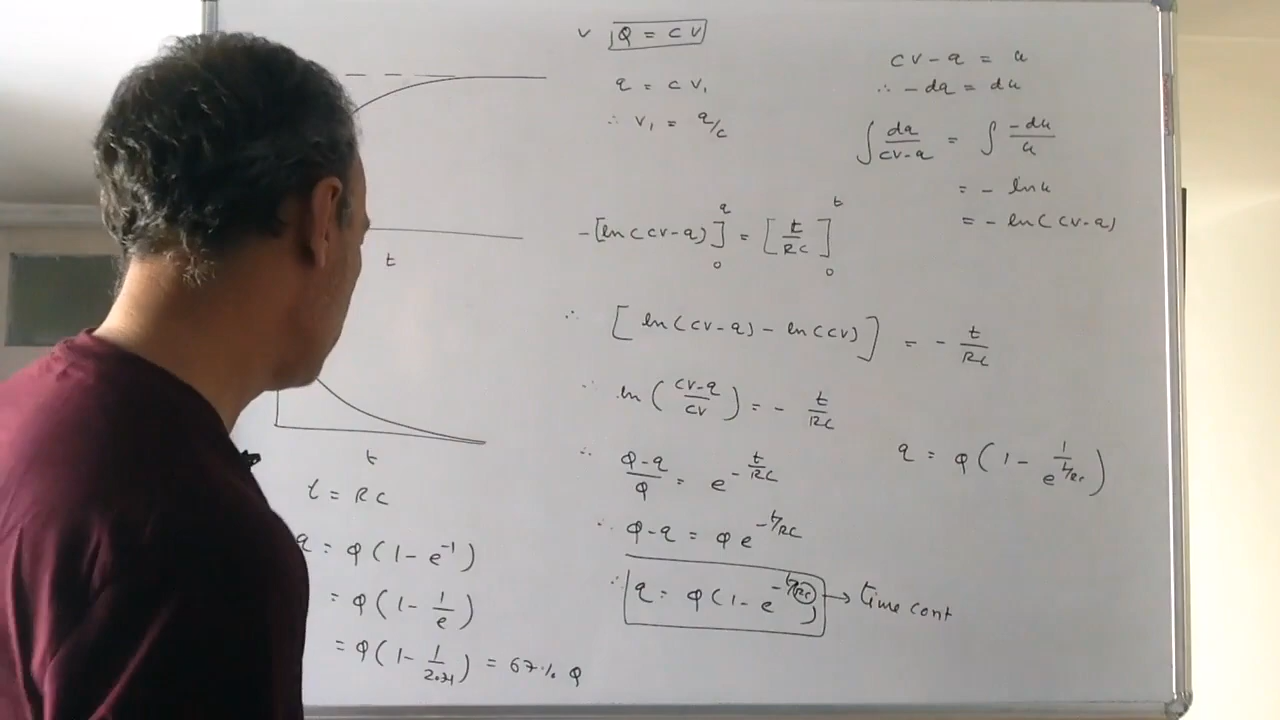 t
t
t = RC
q = Q(1 - e⁻¹)
= Q(1 - 1/e)
= Q(1 - 1/2.71) = 67% Q
v Q = CV
q = CV₁
∴ V₁ = q/C
-[ln(CV-q)]₀^q = [t/RC]₀^t
∴ [ln(CV-q) - ln(CV)] = - t/RC
∴ ln((CV-q)/CV) = - t/RC
∴ (Q-q)/Q = e^(-t/RC)
∴ Q-q = Q e^(-t/RC)
∴ q = Q(1 - e^(-t/RC)) → time cont
CV - q = u
∴ -dq = du
∫ dq/(CV-q) = ∫ -du/u
= - ln u
= - ln(CV-q)
q = Q(1 - 1/e^(t/RC))